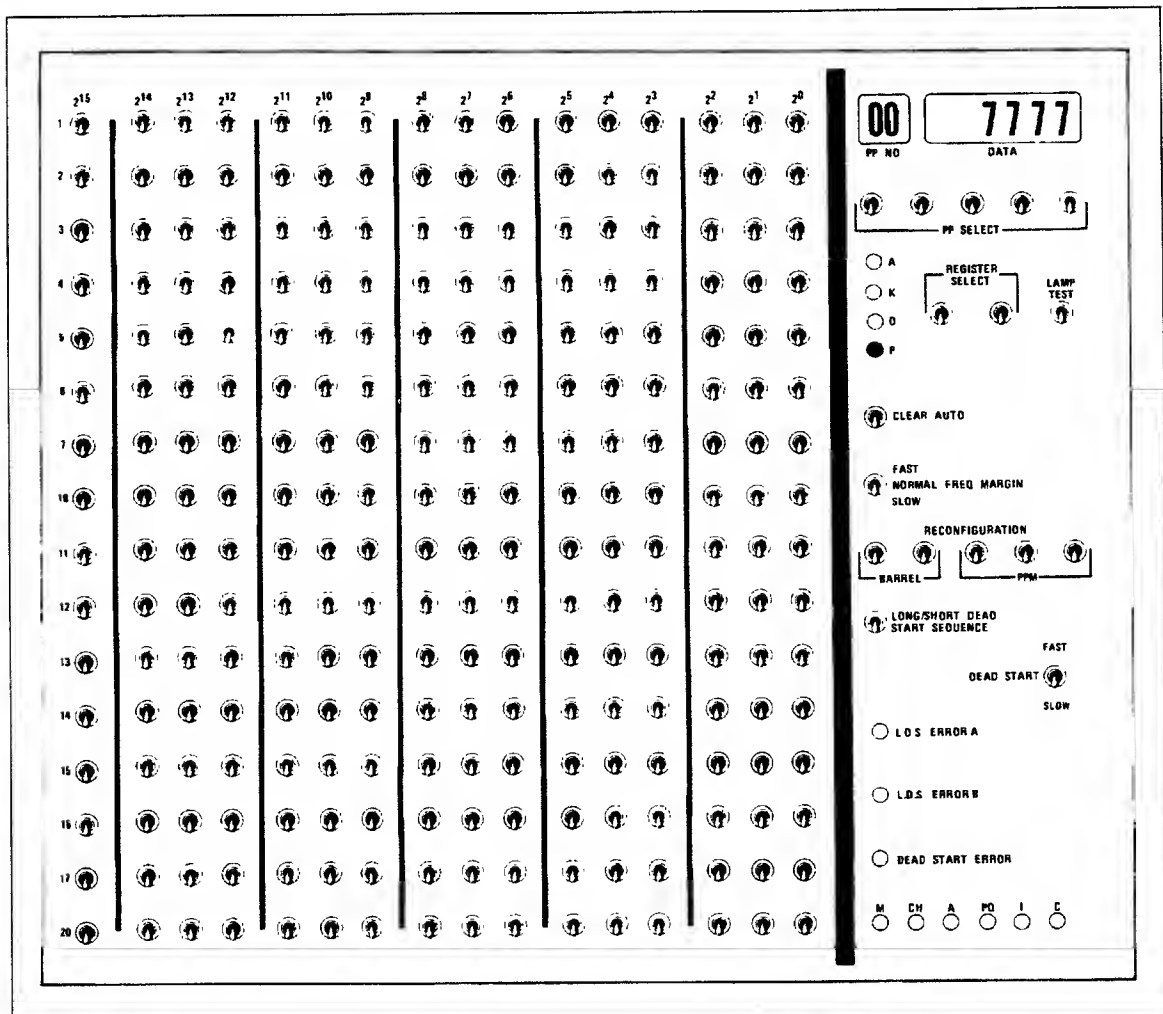 2¹⁵ 2¹⁴ 2¹³ 2¹² 2¹¹ 2¹⁰ 2⁹ 2⁸ 2⁷ 2⁶ 2⁵ 2⁴ 2³ 2² 2¹ 2⁰
1
2
3
4
5
6
7
10
11
12
13
14
15
16
17
20
00 7777
PP NO DATA
PP SELECT
A
K
Q
P
REGISTER
SELECT
LAMP
TEST
CLEAR AUTO
FAST
NORMAL FREQ MARGIN
SLOW
RECONFIGURATION
BARREL PPM
LONG/SHORT DEAD
START SEQUENCE
FAST
DEAD START
SLOW
L D S ERROR A
L.D.S ERROR B
DEAD START ERROR
M CH A PD I C